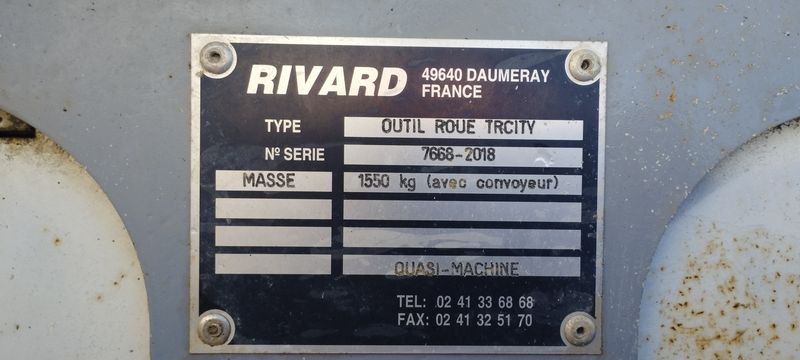 RIVARD 49640 DAUMERAY
FRANCE
TYPE OUTIL ROUE TRCITY
Nº SERIE 7668-2018
MASSE 1550 kg (avec convoyeur)
QUASI-MACHINE
TEL: 02 41 33 68 68
FAX: 02 41 32 51 70